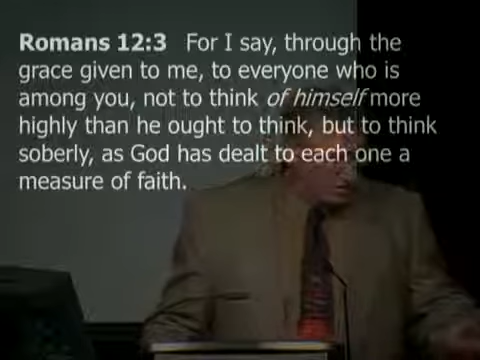 Romans 12:3 For I say, through the
grace given to me, to everyone who is
among you, not to think of himself more
highly than he ought to think, but to think
soberly, as God has dealt to each one a
measure of faith.